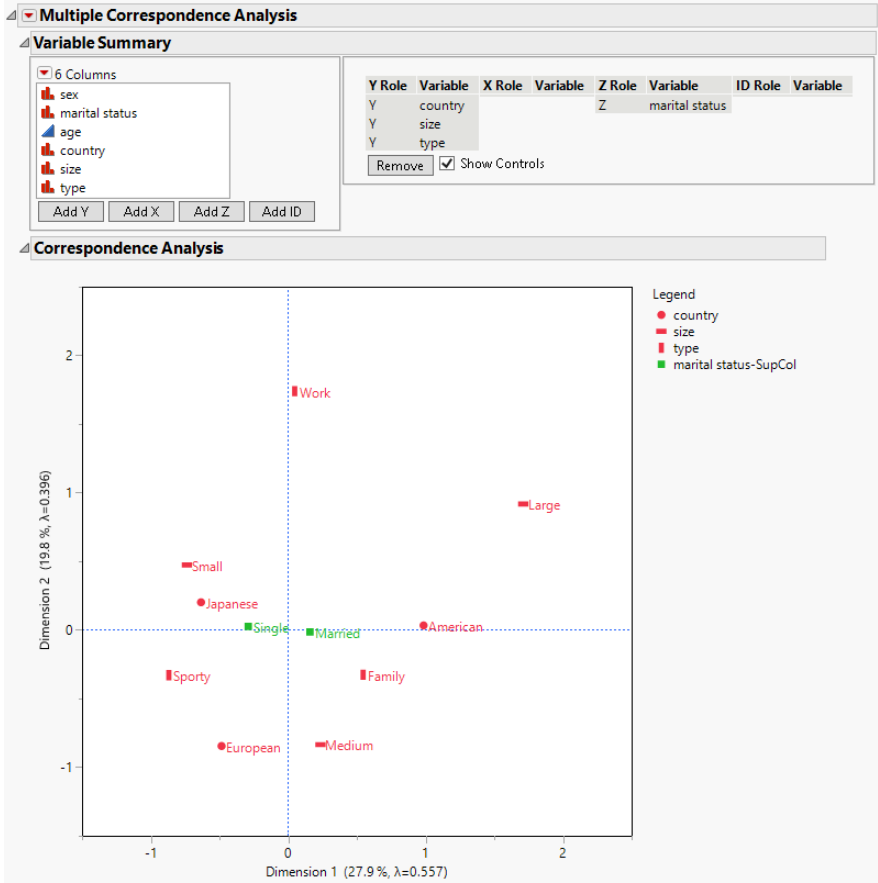 Multiple Correspondence Analysis
Variable Summary
6 Columns
sex
marital status
age
country
size
type
Add Y Add X Add Z Add ID
Y Role Variable X Role Variable Z Role Variable ID Role Variable
Y country Z marital status
Y size
Y type
Remove Show Controls
Correspondence Analysis
Legend
country
size
type
marital status-SupCol
2
Work
1
Large
Small
Japanese
Single
Married
American
0
Sporty
Family
European
Medium
-1
Dimension 2 (19.8 %, λ=0.396)
-1 0 1 2
Dimension 1 (27.9 %, λ=0.557)